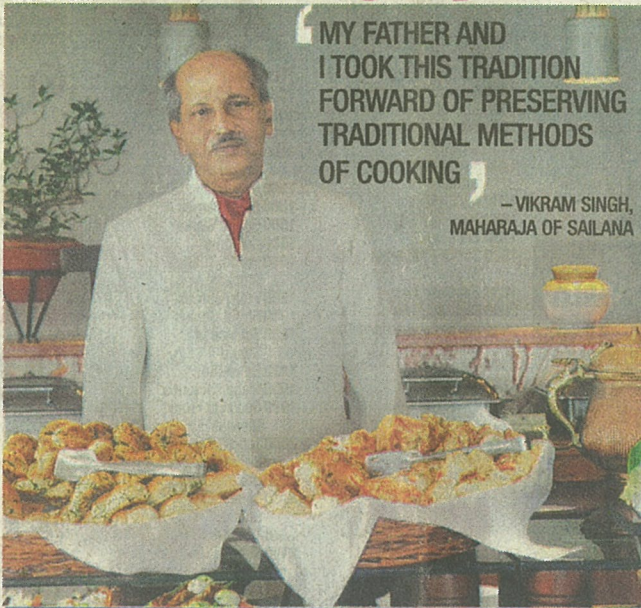 ‘MY FATHER AND
I TOOK THIS TRADITION
FORWARD OF PRESERVING
TRADITIONAL METHODS
OF COOKING’
– VIKRAM SINGH,
MAHARAJA OF SAILANA